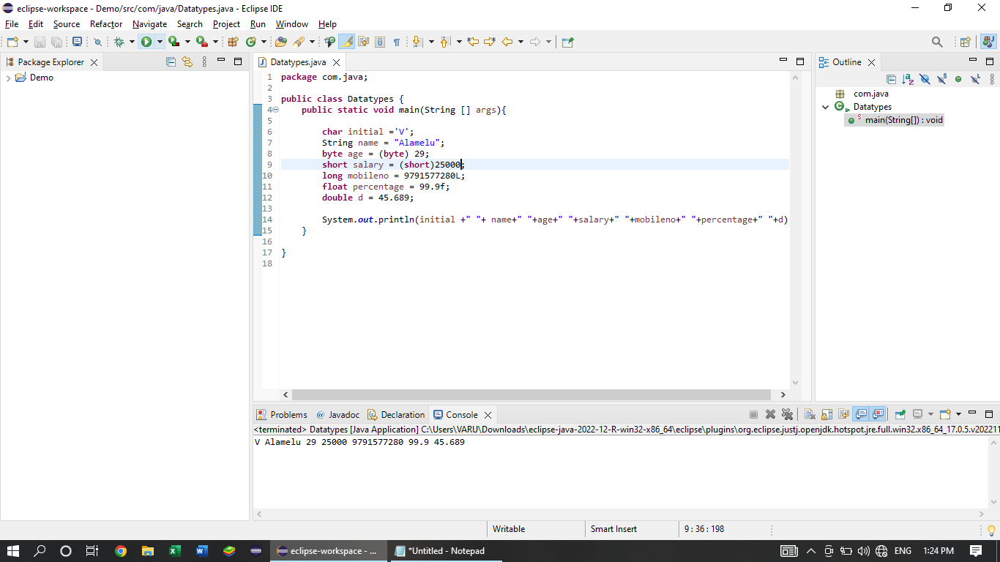 eclipse-workspace - Demo/src/com/java/Datatypes.java - Eclipse IDE
File Edit Source Refactor Navigate Search Project Run Window Help
Package Explorer
Demo
Datatypes.java
1 package com.java;
2
3 public class Datatypes {
4 public static void main(String [] args){
5
6 char initial ='V';
7 String name = "Alamelu";
8 byte age = (byte) 29;
9 short salary = (short)25000;
10 long mobileno = 9791577280L;
11 float percentage = 99.9f;
12 double d = 45.689;
13
14 System.out.println(initial +" "+ name+" "+age+" "+salary+" "+mobileno+" "+percentage+" "+d)
15 }
16
17 }
18
Outline
com.java
Datatypes
main(String[]) : void
Problems Javadoc Declaration Console
<terminated> Datatypes [Java Application] C:\Users\VARU\Downloads\eclipse-java-2022-12-R-win32-x86_64\eclipse\plugins\org.eclipse.justj.openjdk.hotspot.jre.full.win32.x86_64_17.0.5.v202211
V Alamelu 29 25000 9791577280 99.9 45.689
Writable Smart Insert 9 : 36 : 198
eclipse-workspace - ... *Untitled - Notepad ENG 1:24 PM